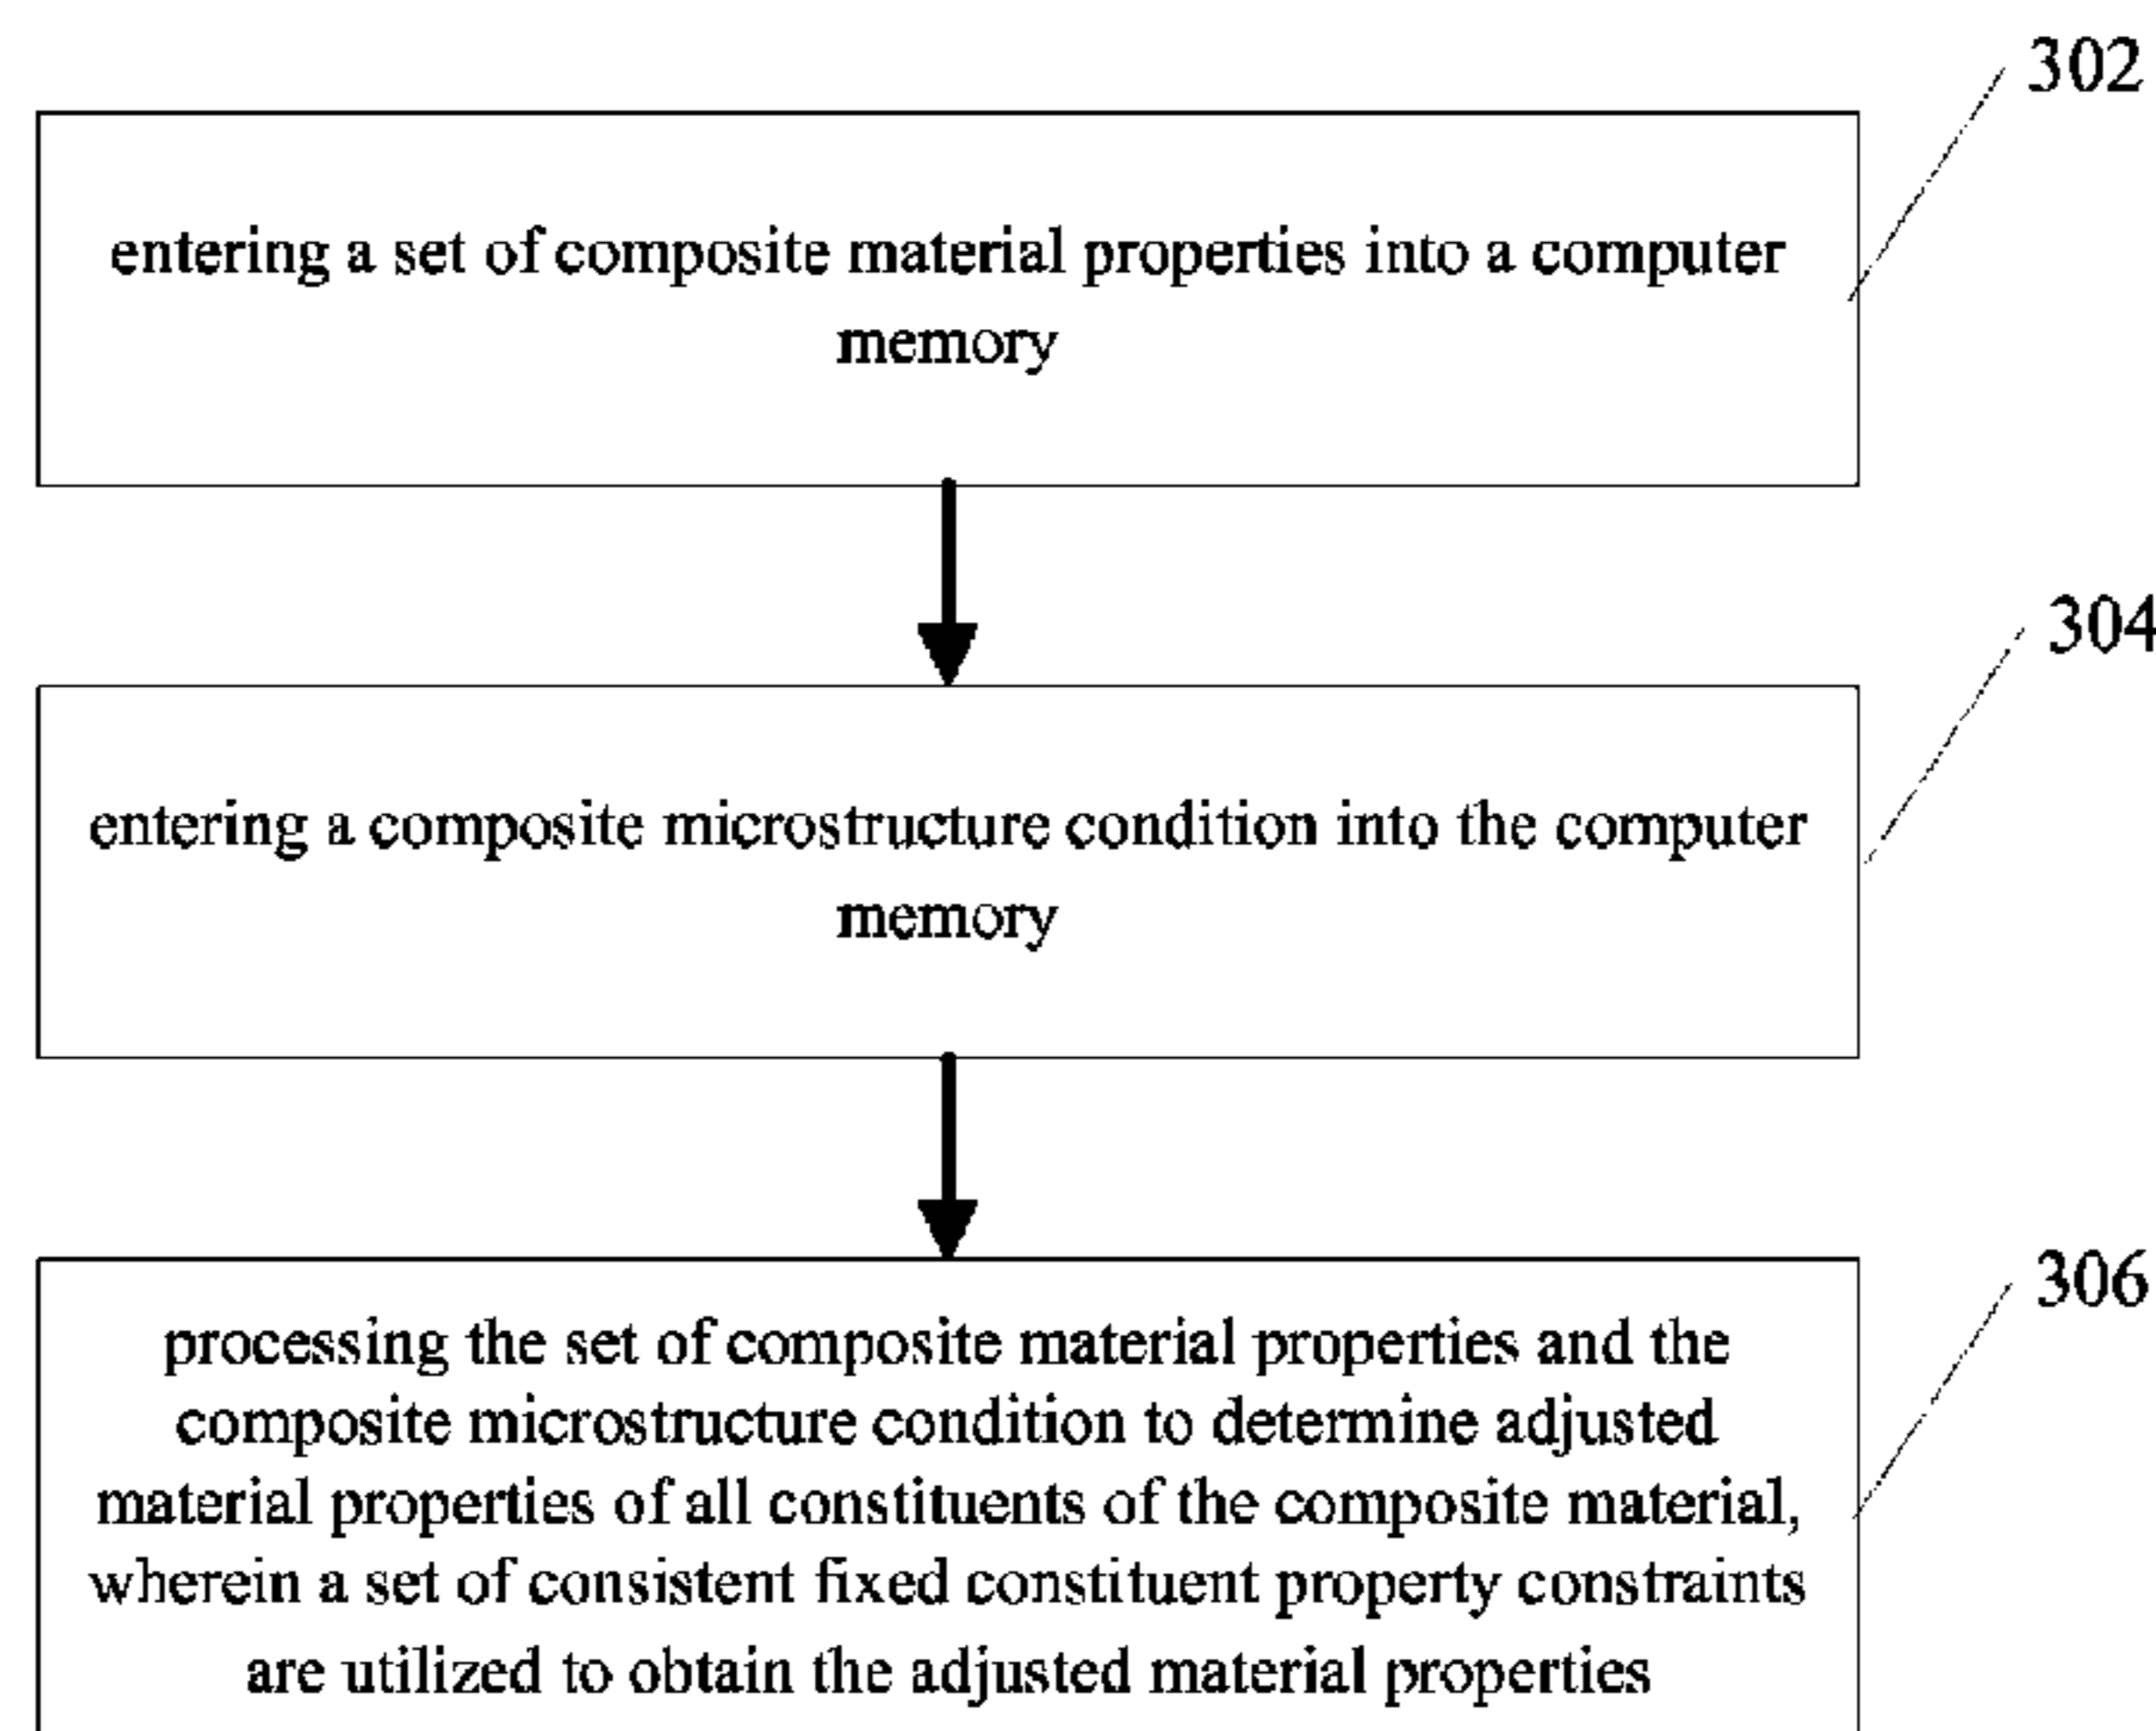 302
entering a set of composite material properties into a computer
memory
304
entering a composite microstructure condition into the computer
memory
306
processing the set of composite material properties and the
composite microstructure condition to determine adjusted
material properties of all constituents of the composite material,
wherein a set of consistent fixed constituent property constraints
are utilized to obtain the adjusted material properties